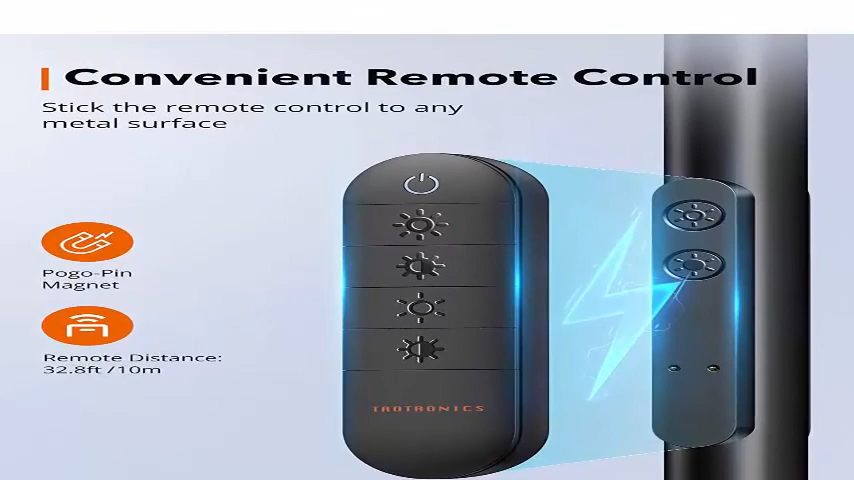 Convenient Remote Control
Stick the remote control to any
metal surface
Pogo-Pin
Magnet
Remote Distance:
32.8ft /10m
TAOTRONICS